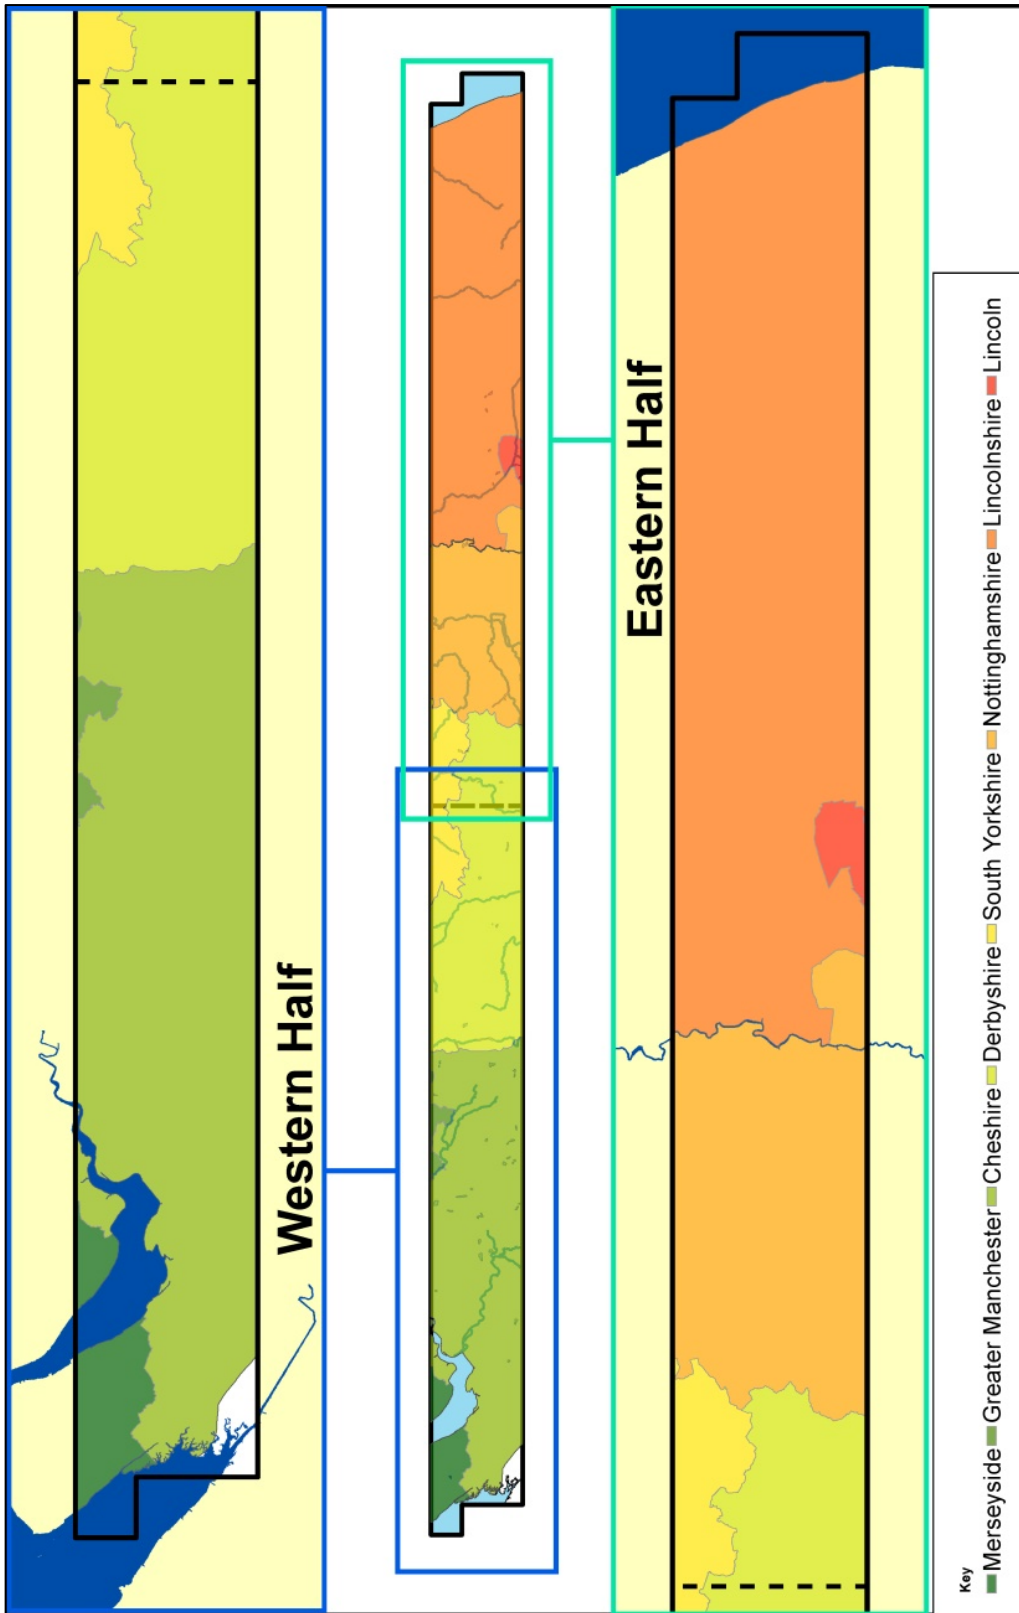 Western Half
Eastern Half
Key
Merseyside Greater Manchester Cheshire Derbyshire South Yorkshire Nottinghamshire Lincolnshire Lincoln